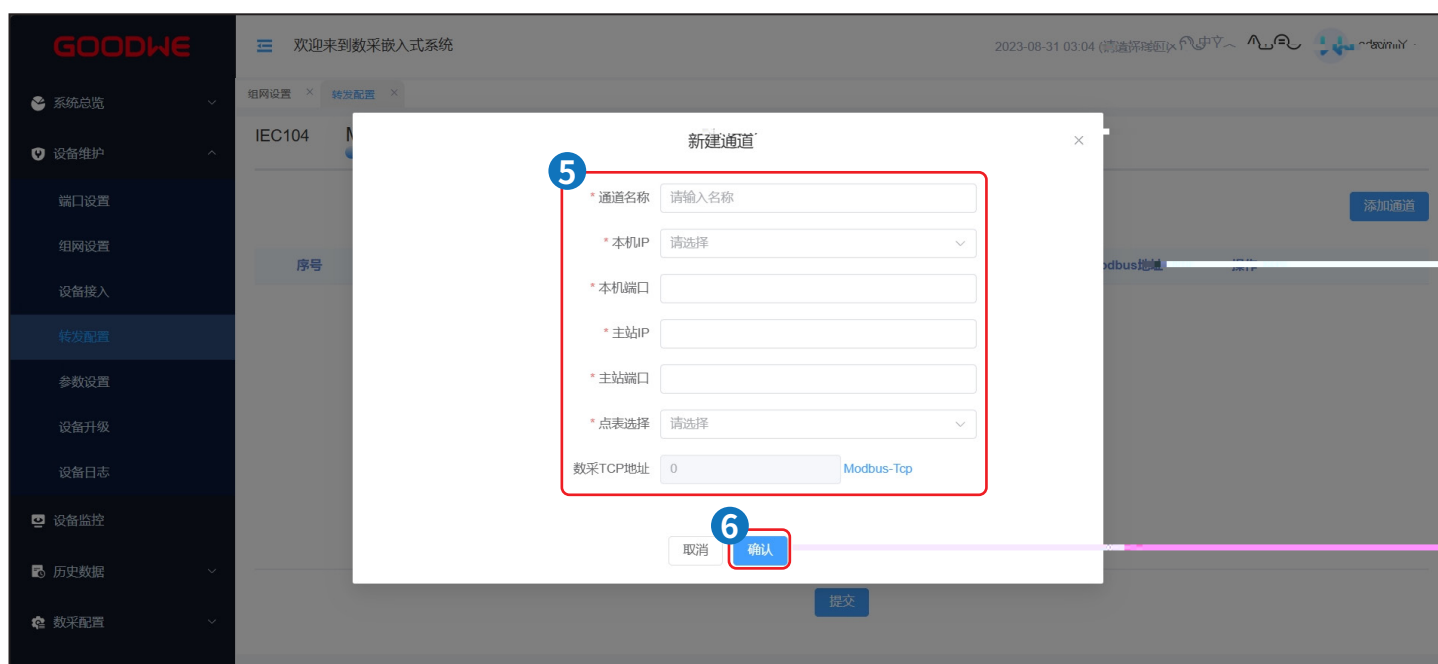 GOODWE
欢迎来到数采嵌入式系统
2023-08-31 03:04
系统总览
设备维护
端口设置
组网设置
设备接入
转发配置
参数设置
设备升级
设备日志
设备监控
历史数据
数采配置
组网设置 ×
转发配置 ×
IEC104
添加通道
序号
新建通道
×
5
* 通道名称 请输入名称
* 本机IP 请选择
* 本机端口
* 主站IP
* 主站端口
* 点表选择 请选择
数采TCP地址 0 Modbus-Tcp
6
取消
确认
提交